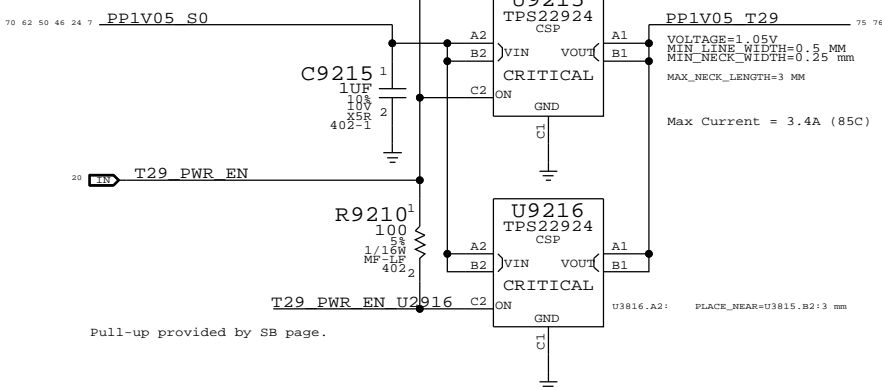 U9215
TPS22924
CSP
70 62 50 46 24 7 PP1V05_S0
PP1V05_T29 75 76
A2 A1
VOLTAGE=1.05V
B2 VIN VOUT B1
MIN_LINE_WIDTH=0.5 MM
MIN_NECK_WIDTH=0.25 mm
C9215 1
CRITICAL
MAX_NECK_LENGTH=3 MM
1UF
10%
10V
X5R 2
402-1
C2 ON
GND
C1
Max Current = 3.4A (85C)
20 IN T29_PWR_EN
R9210 1
100
5%
1/16W
MF-LF
402 2
U9216
TPS22924
CSP
A2 A1
B2 VIN VOUT B1
CRITICAL
T29_PWR_EN_U2916 C2 ON
U3816.A2: PLACE_NEAR=U3815.B2:3 mm
GND
C1
Pull-up provided by SB page.